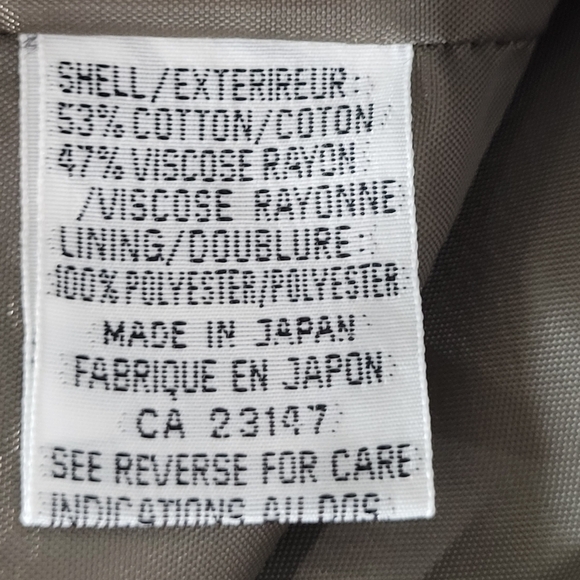 SHELL/EXTERIREUR:
53% COTTON/COTON
47% VISCOSE RAYON
/VISCOSE RAYONNE
LINING/DOUBLURE:
100% POLYESTER/POLYESTER
MADE IN JAPAN
FABRIQUE EN JAPON
CA 23147
SEE REVERSE FOR CARE
INDICATIONS AU DOS